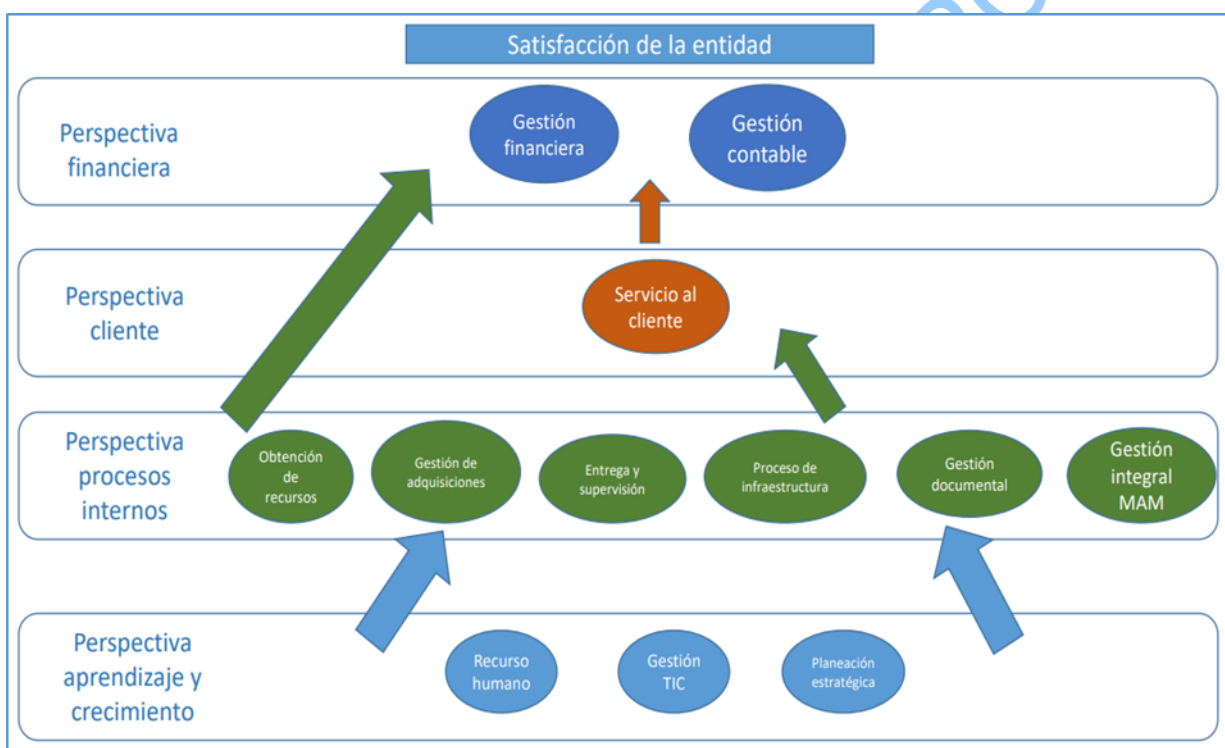 Satisfacción de la entidad
Perspectiva
financiera
Gestión
financiera
Gestión
contable
Perspectiva
cliente
Servicio al
cliente
Perspectiva
procesos
internos
Obtención
de
recursos
Gestión de
adquisiciones
Entrega y
supervisión
Proceso de
infraestructura
Gestión
documental
Gestión
integral
MAM
Perspectiva
aprendizaje y
crecimiento
Recurso
humano
Gestión
TIC
Planeación
estratégica